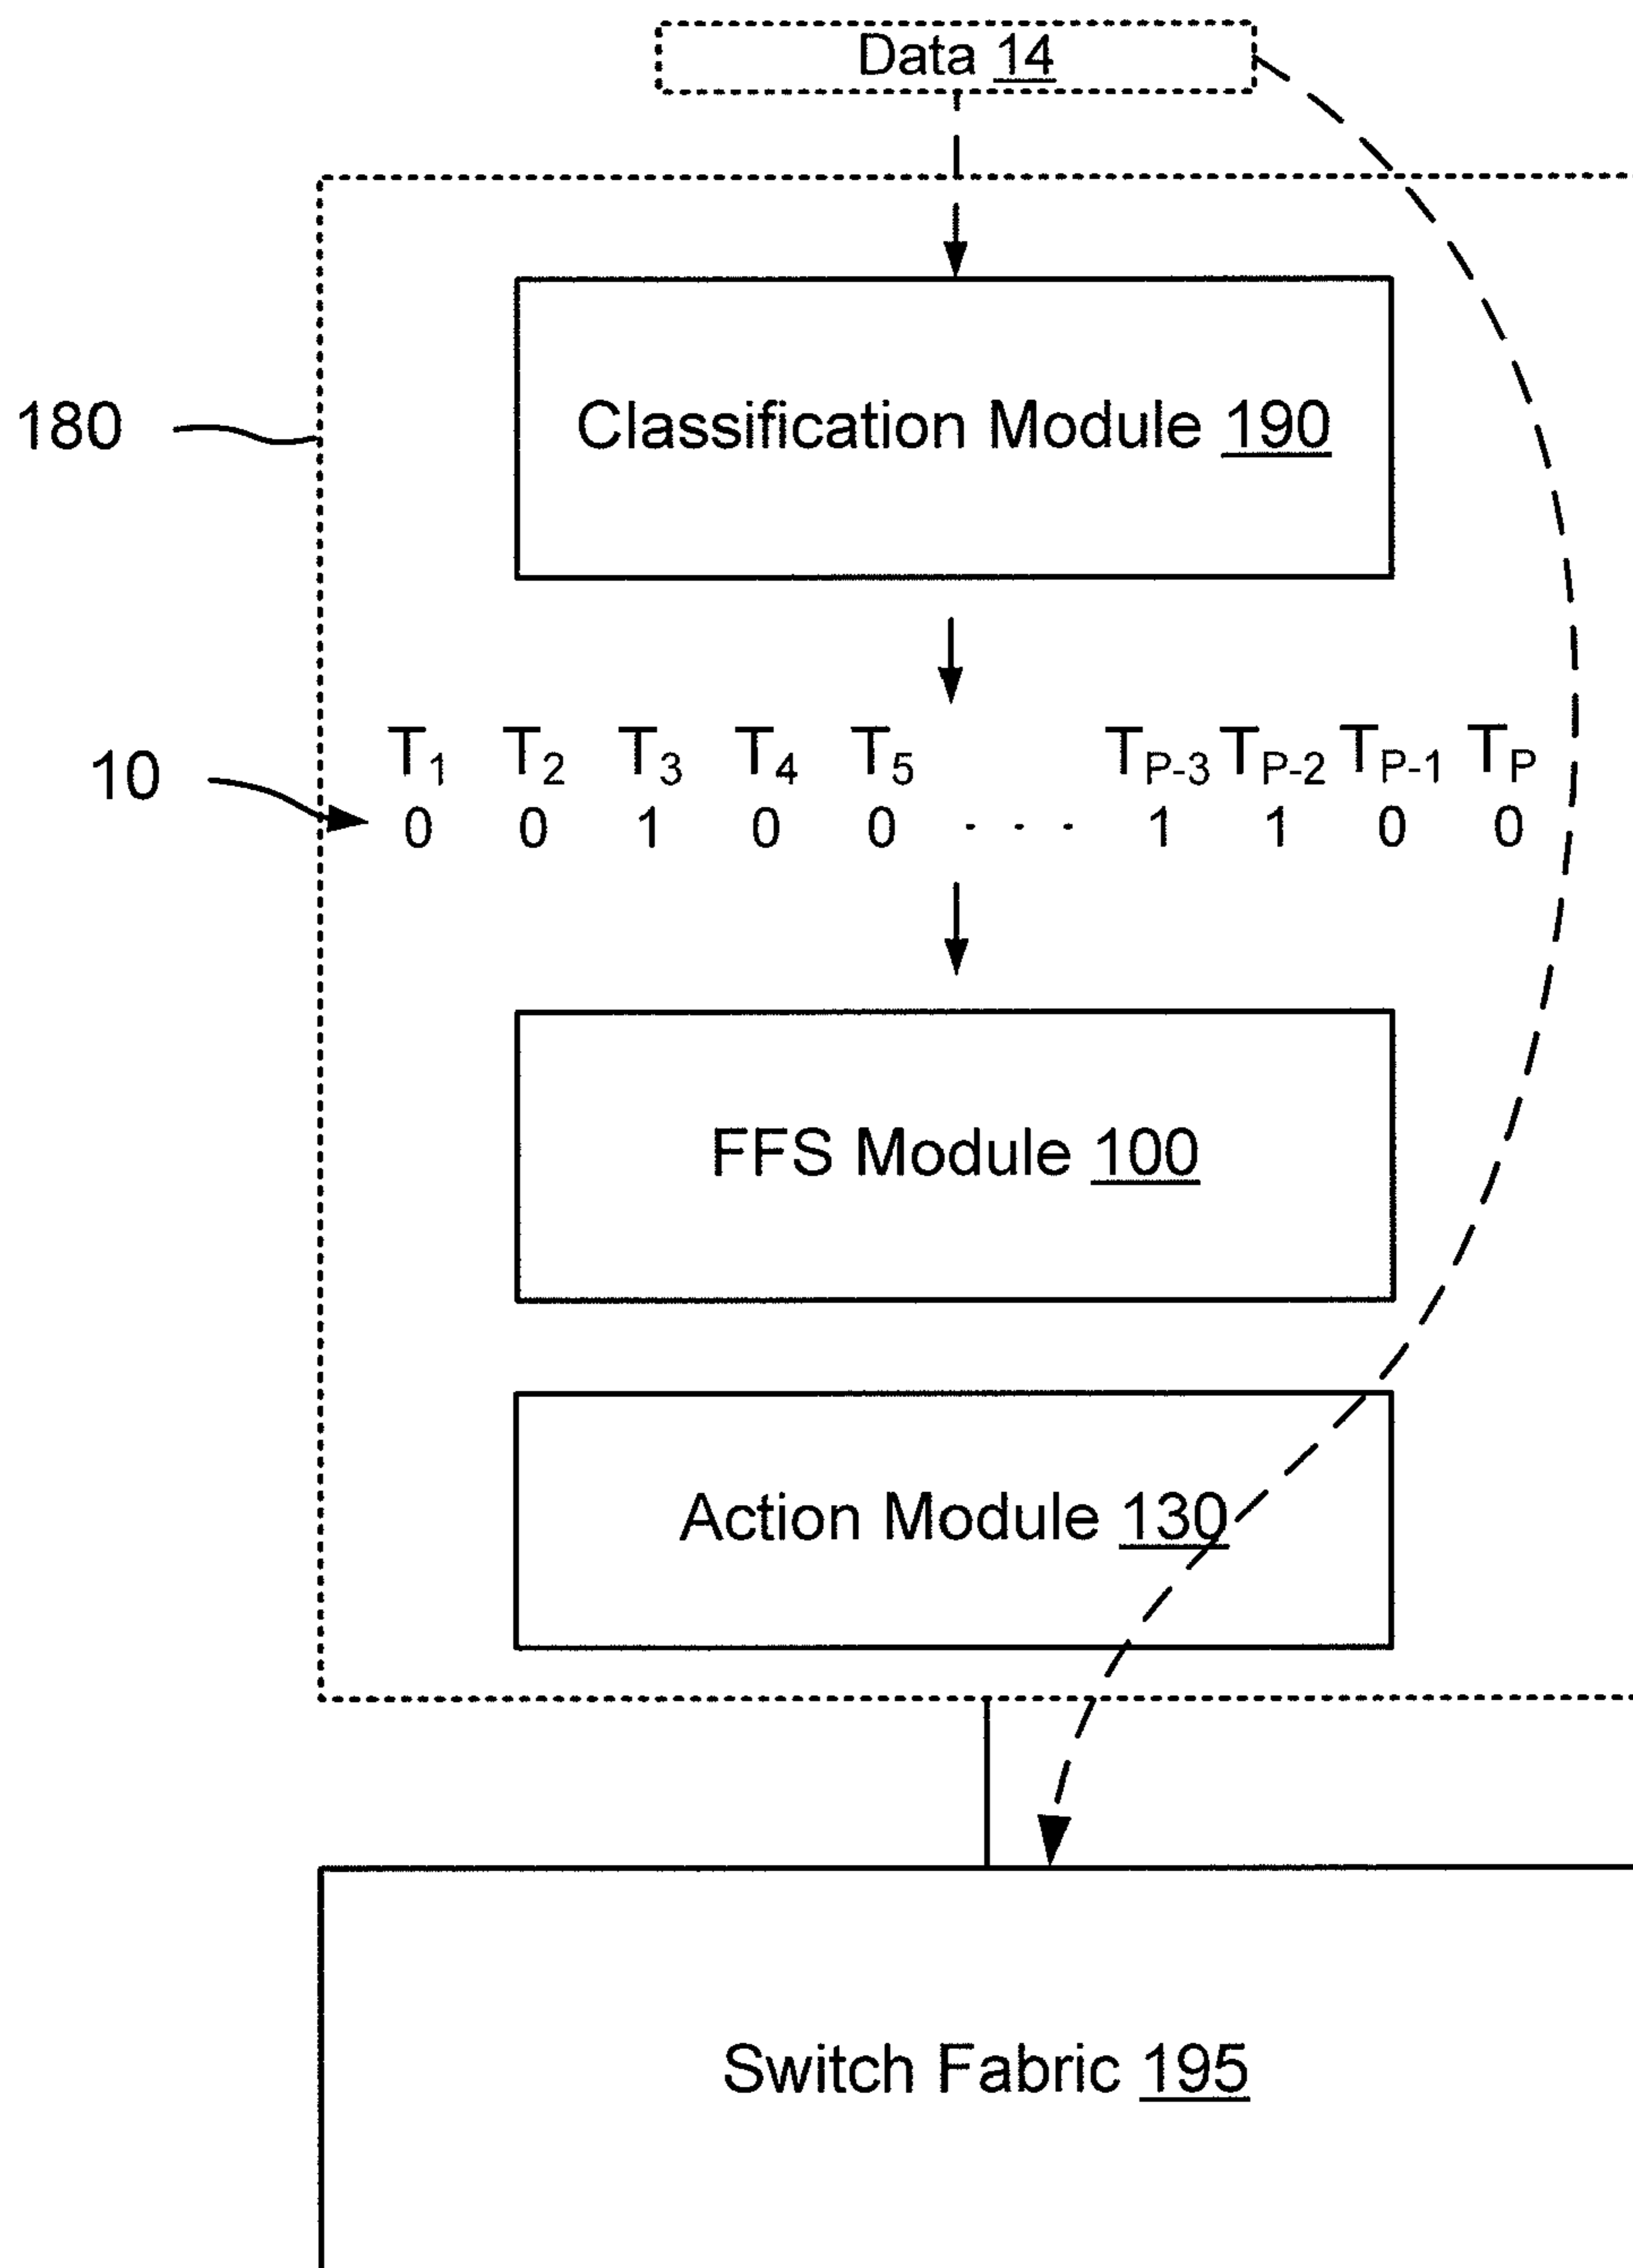 Data 14
Classification Module 190
180
T1 T2 T3 T4 T5 TP-3 TP-2 TP-1 TP
10
0 0 1 0 0 . . . 1 1 0 0
FFS Module 100
Action Module 130
Switch Fabric 195